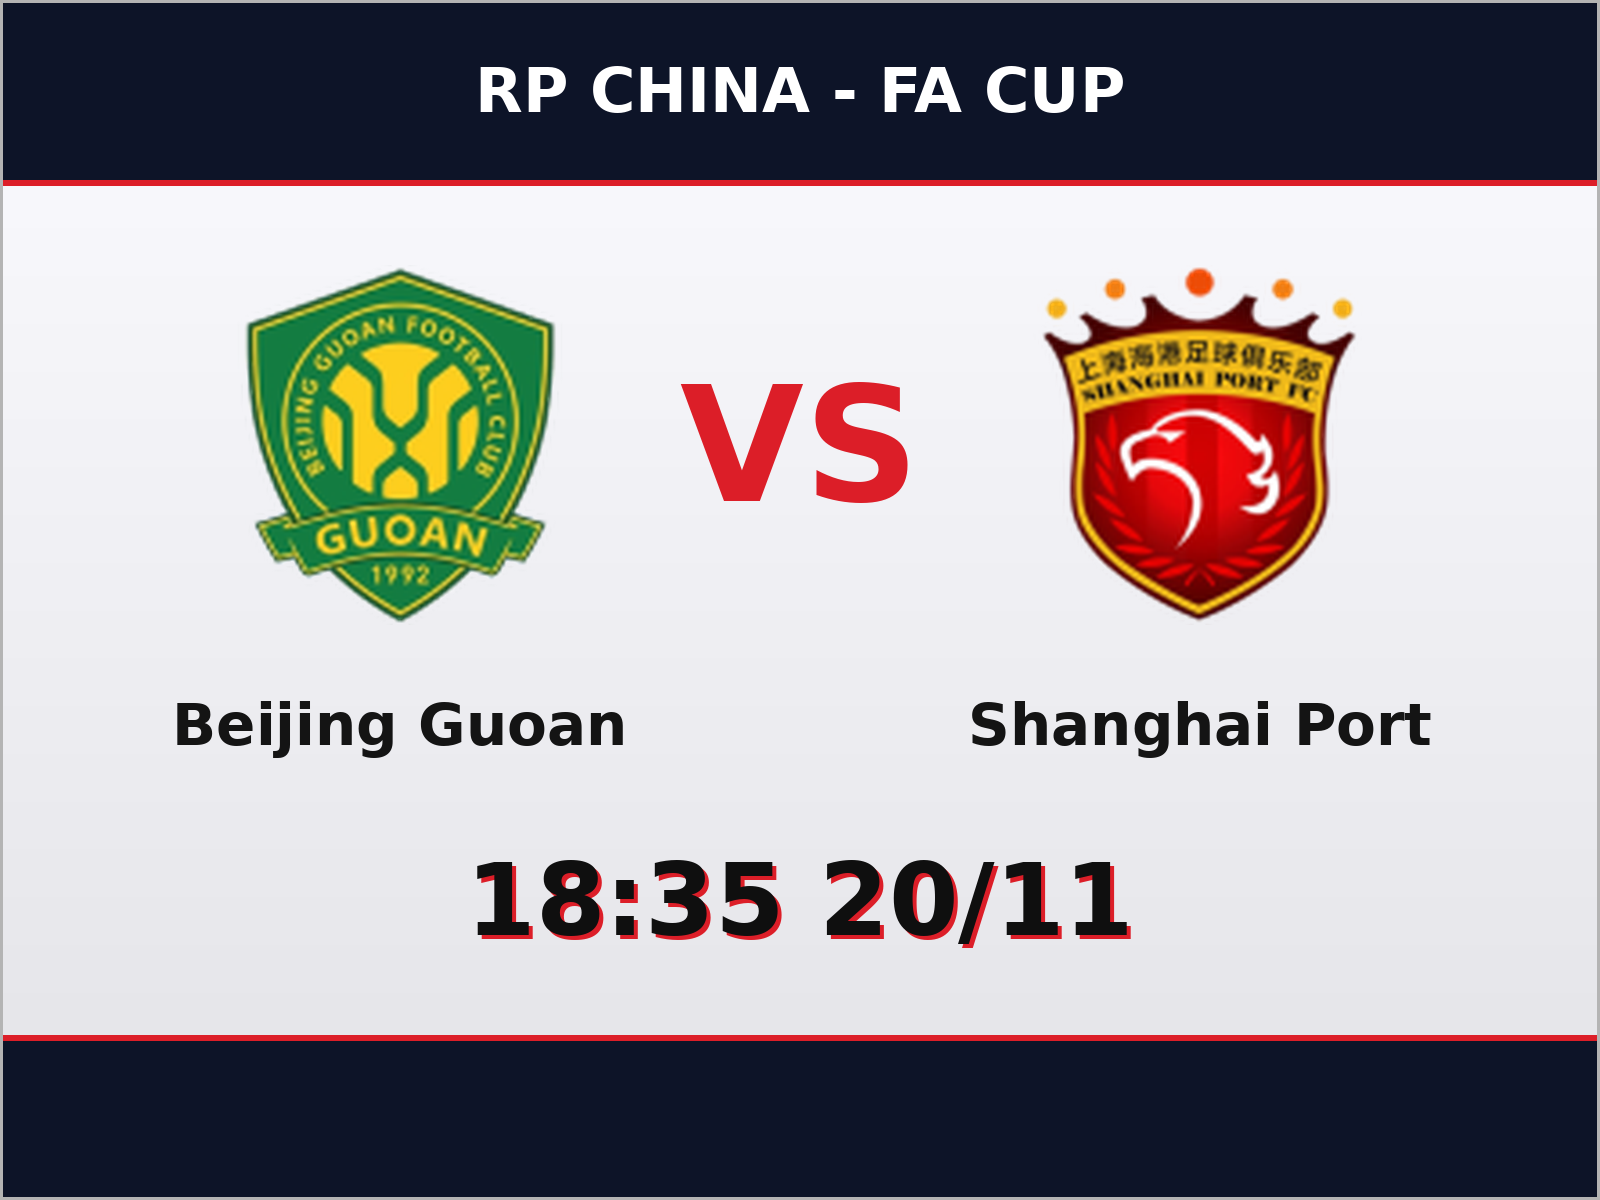 RP CHINA - FA CUP
BEIJING GUOAN FOOTBALL CLUB
GUOAN
1992
VS
上海海港足球俱乐部
SHANGHAI PORT FC
Beijing Guoan
Shanghai Port
18:35 20/11